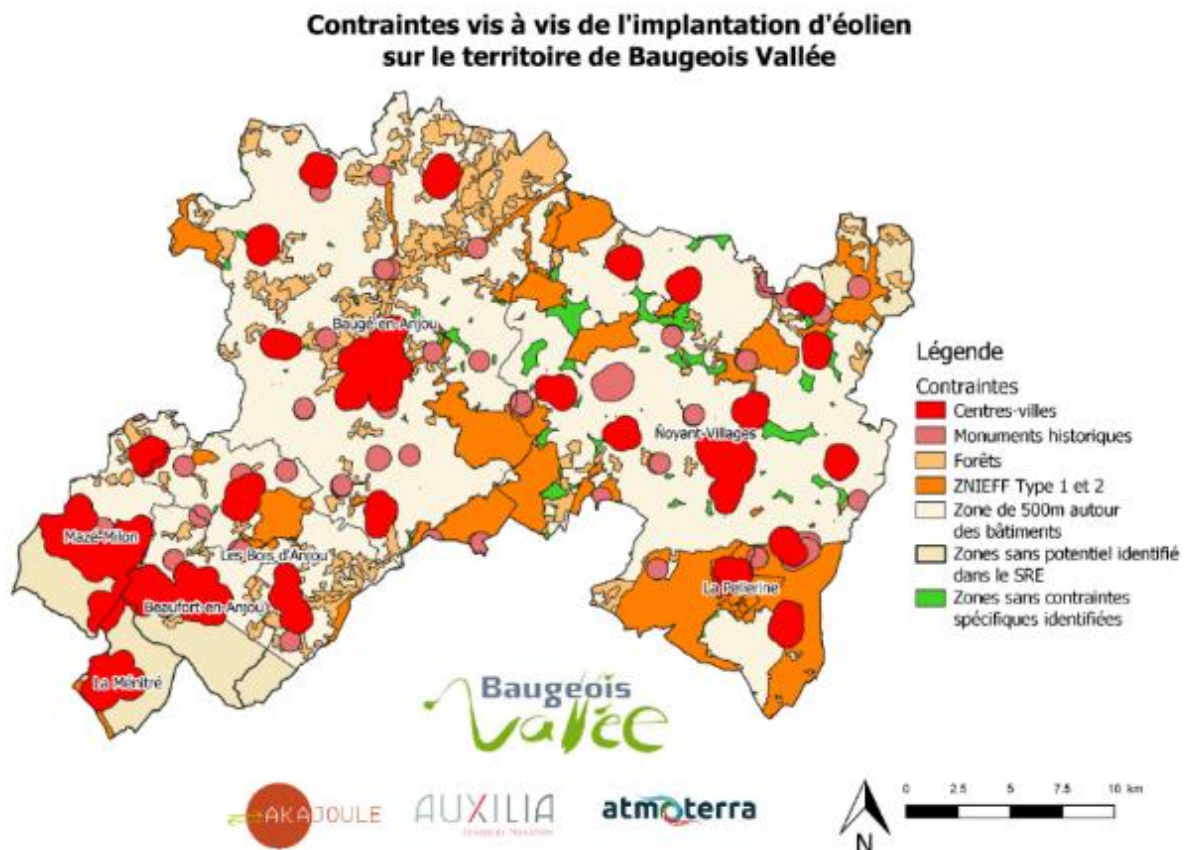 Contraintes vis à vis de l'implantation d'éolien
sur le territoire de Baugeois Vallée
Baugé-en-Anjou
Noyant-Villages
Mazé-Milon
Les Bois d'Anjou
Beaufort-en-Anjou
La Pellerine
La Ménitré
Légende
Contraintes
Centres-villes
Monuments historiques
Forêts
ZNIEFF Type 1 et 2
Zone de 500m autour
des bâtiments
Zones sans potentiel identifié
dans le SRE
Zones sans contraintes
spécifiques identifiées
Baugeois
Vallée
AKAJOULE
AUXILIA
atmoterra
0 2.5 5 7.5 10 km
N